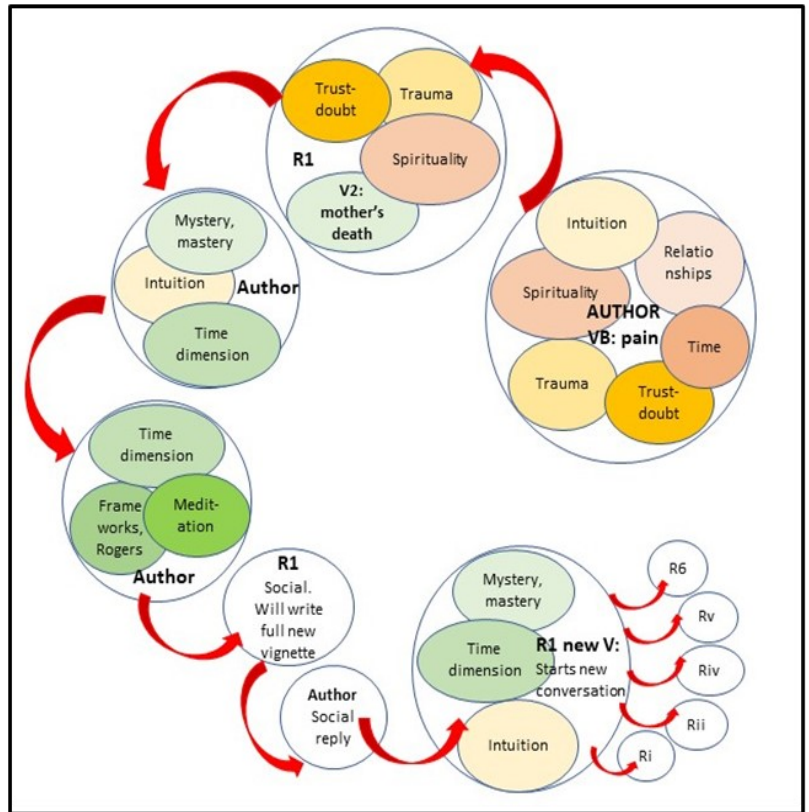 Trust-
doubt
Trauma
R1
Spirituality
V2:
mother's
death
Intuition
Relatio
nships
Spirituality
AUTHOR
VB: pain
Time
Trauma
Trust-
doubt
Mystery,
mastery
Intuition
Author
Time
dimension
Time
dimension
Frame
works,
Rogers
Medit-
ation
Author
R1
Social.
Will write
full new
vignette
Author
Social
reply
Mystery,
mastery
Time
dimension
R1 new V:
Starts new
conversation
Intuition
R6
Rv
Riv
Rii
Ri